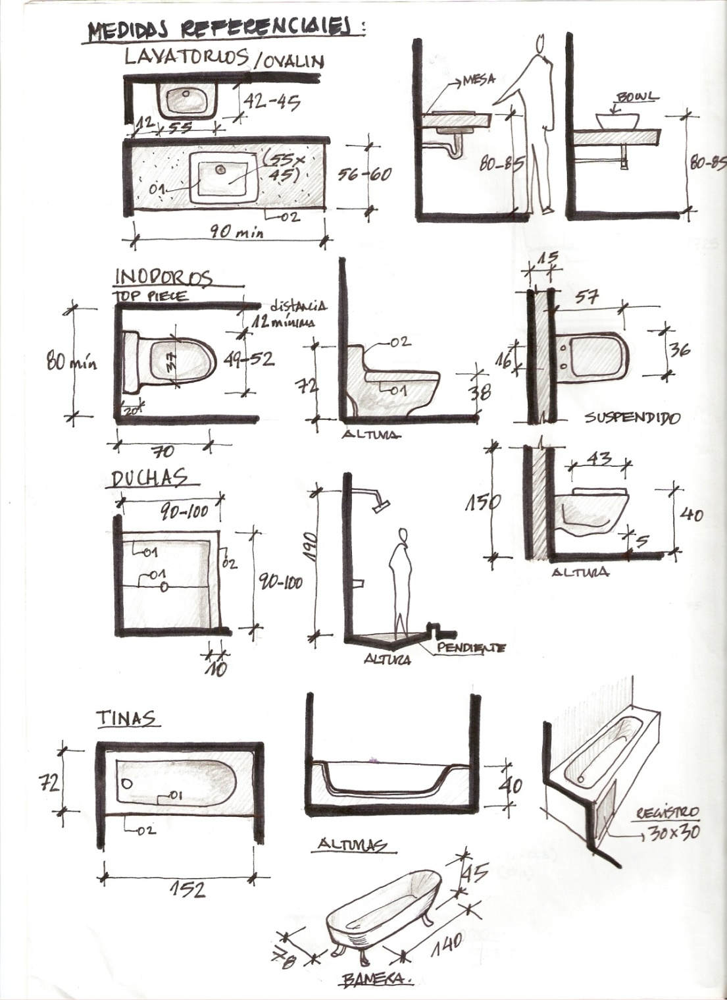 MEDIDAS REFERENCIALES:
LAVATORIOS/OVALIN
42-45
12
55
(55x
45)
01
02
56-60
90 min
MESA
80-85
BOWL
80-85
INODOROS
TOP PIECE
distancia
12 mínima
80 mín
37
49-52
20
70
02
01
72
38
ALTURA
15
57
16
36
SUSPENDIDO
43
150
40
5
ALTURA
DUCHAS
90-100
01
01
02
90-100
10
190
PENDIENTE
ALTURA
TINAS
72
01
02
152
40
ALTURAS
REGISTRO
30x30
45
140
78
BAÑERA.